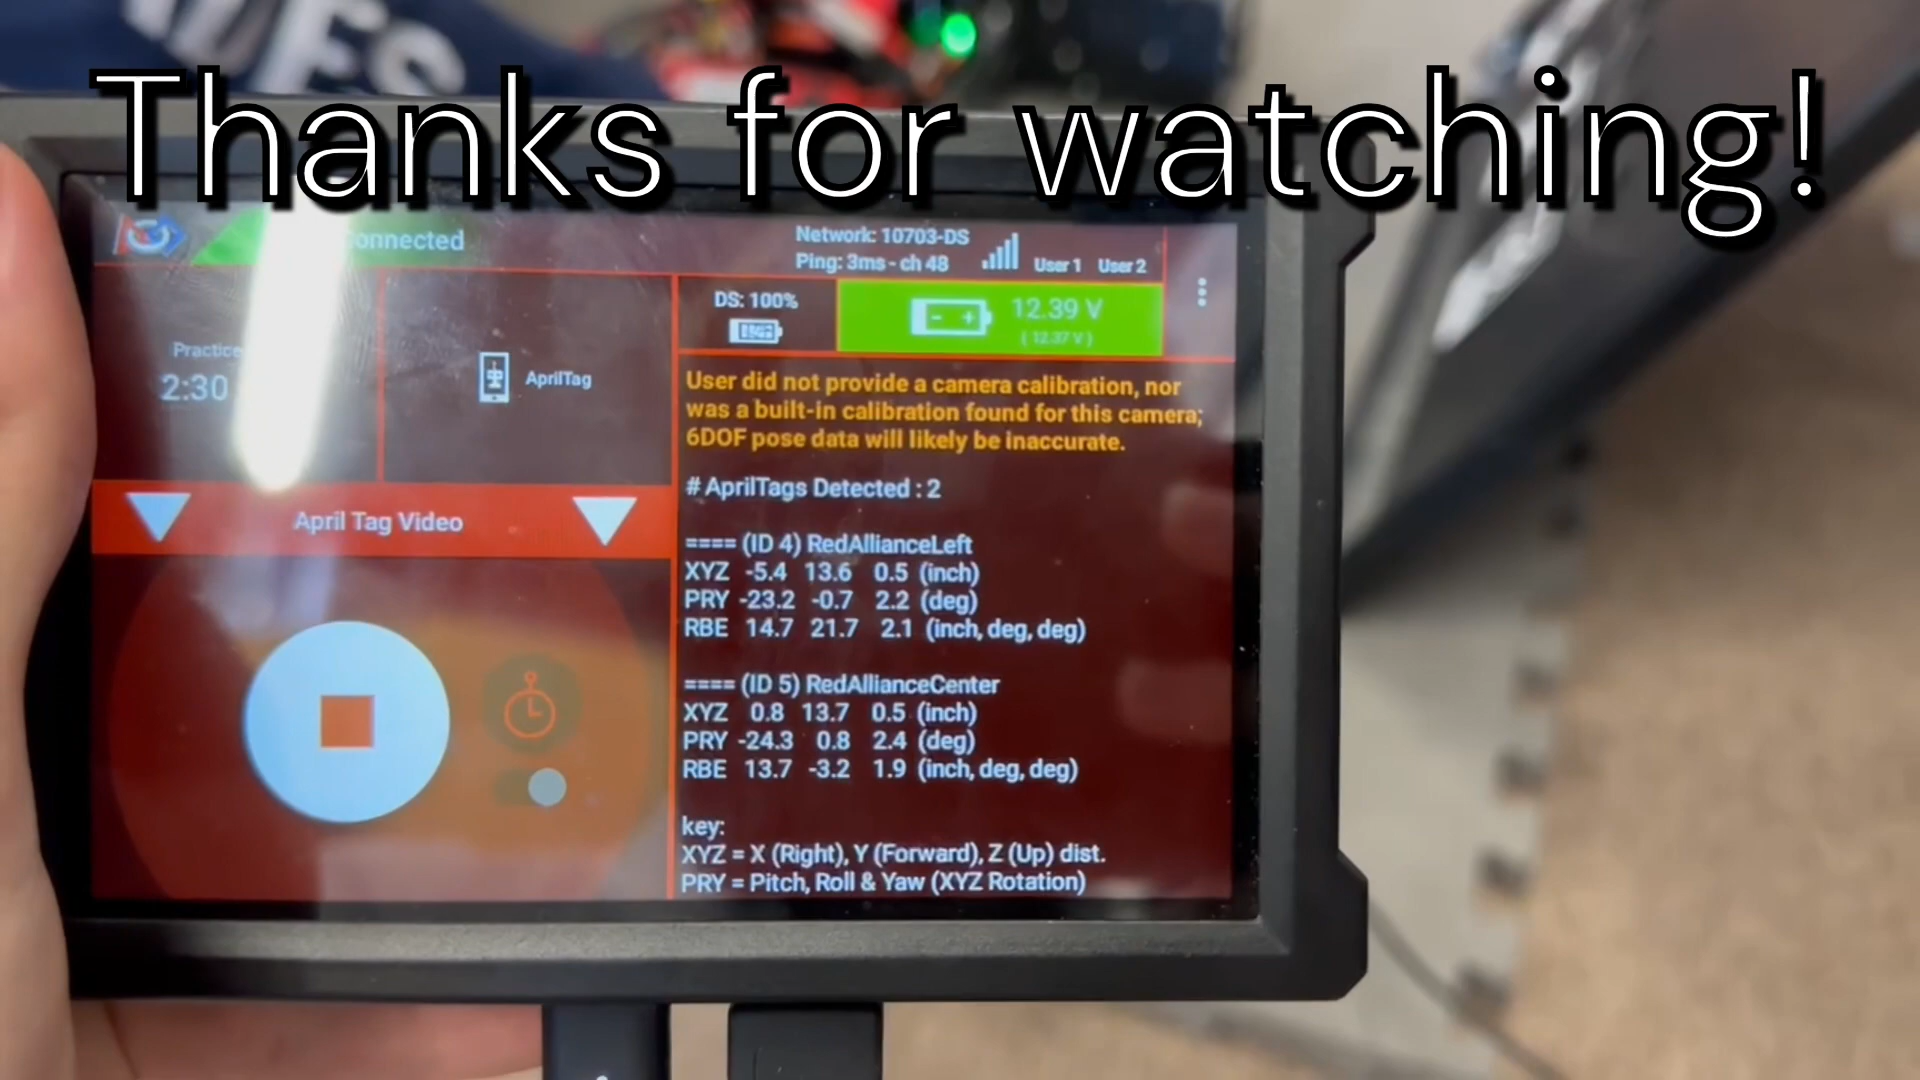 Thanks for watching!
onnected
Network: 10703-DS
Ping: 3ms - ch 48
User 1 User 2
DS: 100%
12.39 V
( 12.37 V )
Practice
2:30
AprilTag
User did not provide a camera calibration, nor
was a built-in calibration found for this camera;
6DOF pose data will likely be inaccurate.
April Tag Video
# AprilTags Detected : 2
==== (ID 4) RedAllianceLeft
XYZ -5.4 13.6 0.5 (inch)
PRY -23.2 -0.7 2.2 (deg)
RBE 14.7 21.7 2.1 (inch, deg, deg)
==== (ID 5) RedAllianceCenter
XYZ 0.8 13.7 0.5 (inch)
PRY -24.3 0.8 2.4 (deg)
RBE 13.7 -3.2 1.9 (inch, deg, deg)
key:
XYZ = X (Right), Y (Forward), Z (Up) dist.
PRY = Pitch, Roll & Yaw (XYZ Rotation)